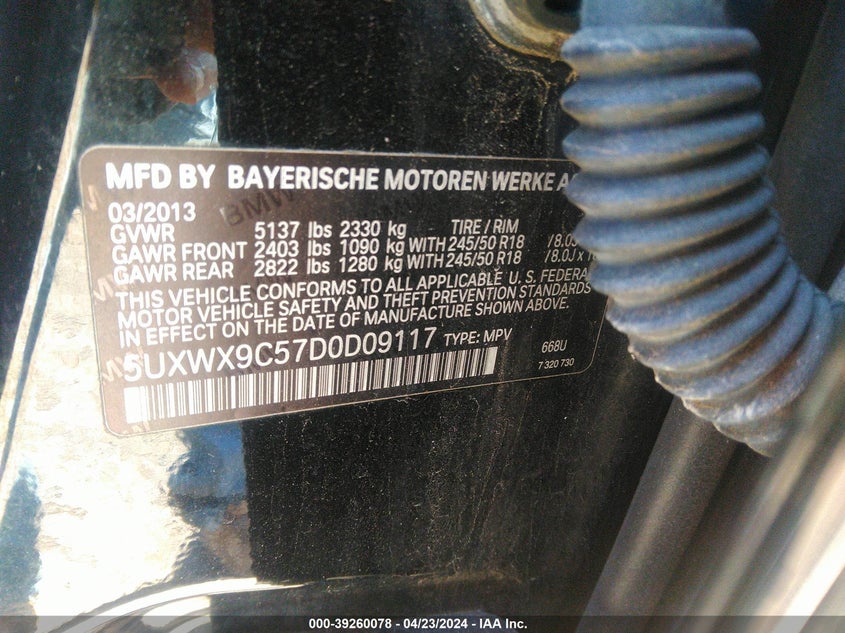 MFD BY BAYERISCHE MOTOREN WERKE
03/2013
GVWR 5137 lbs 2330 kg TIRE / RIM
GAWR FRONT 2403 lbs 1090 kg WITH 245/50 R18
GAWR REAR 2822 lbs 1280 kg WITH 245/50 R18 /8.0J x
THIS VEHICLE CONFORMS TO ALL APPLICABLE U.S. FEDERA
MOTOR VEHICLE SAFETY AND THEFT PREVENTION STANDARDS
IN EFFECT ON THE DATE OF MANUFACTURE SHOWN ABOVE.
5UXWX9C57D0D09117 TYPE: MPV 668U
7 320 730
000-39260078 / 04/23/2024 - IAA Inc.